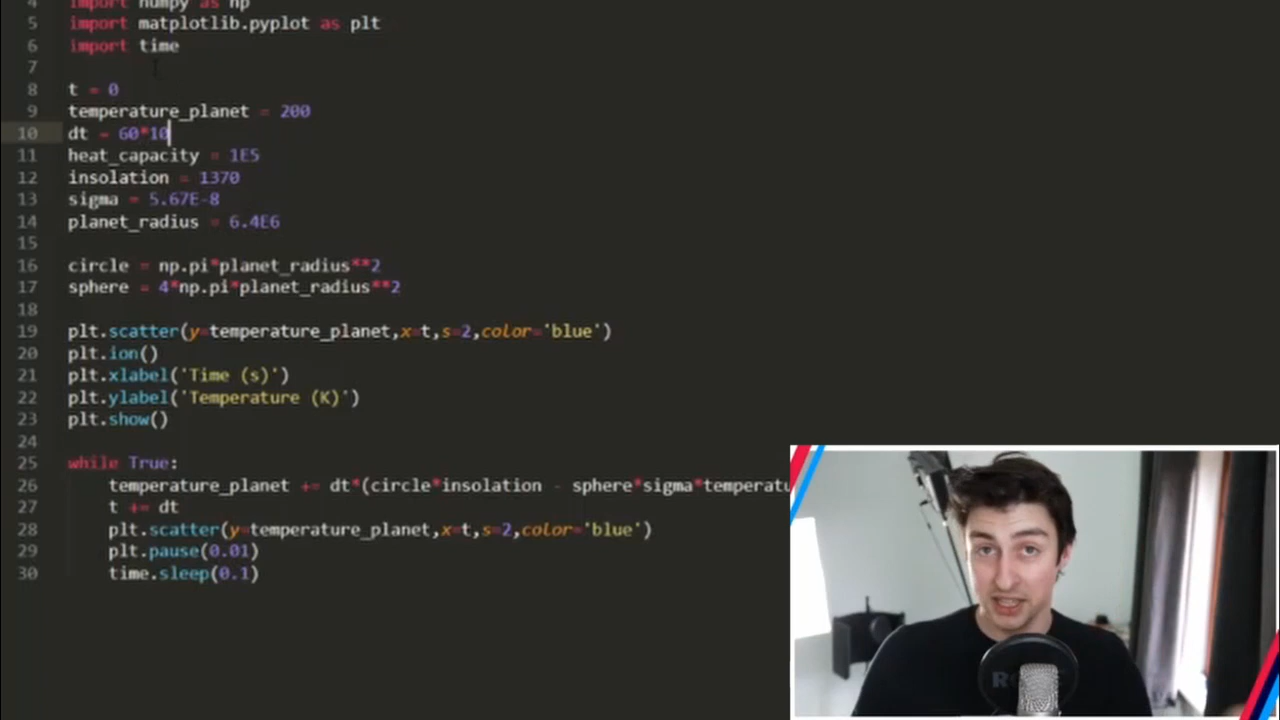 4 import numpy as np
5 import matplotlib.pyplot as plt
6 import time
7
8 t = 0
9 temperature_planet = 200
10 dt = 60*10
11 heat_capacity = 1E5
12 insolation = 1370
13 sigma = 5.67E-8
14 planet_radius = 6.4E6
15
16 circle = np.pi*planet_radius**2
17 sphere = 4*np.pi*planet_radius**2
18
19 plt.scatter(y=temperature_planet,x=t,s=2,color='blue')
20 plt.ion()
21 plt.xlabel('Time (s)')
22 plt.ylabel('Temperature (K)')
23 plt.show()
24
25 while True:
26 temperature_planet += dt*(circle*insolation - sphere*sigma*temperatu
27 t += dt
28 plt.scatter(y=temperature_planet,x=t,s=2,color='blue')
29 plt.pause(0.01)
30 time.sleep(0.1)